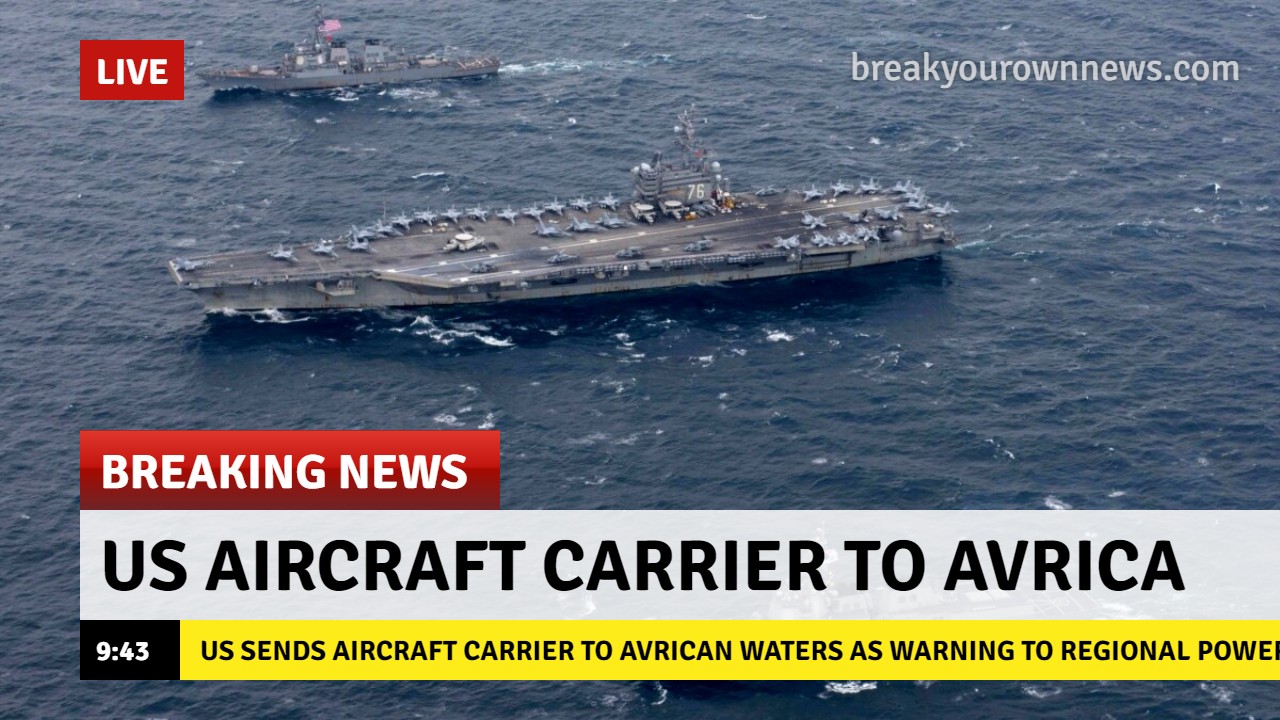 LIVE
breakyourownnews.com
76
BREAKING NEWS
US AIRCRAFT CARRIER TO AVRICA
9:43
US SENDS AIRCRAFT CARRIER TO AVRICAN WATERS AS WARNING TO REGIONAL